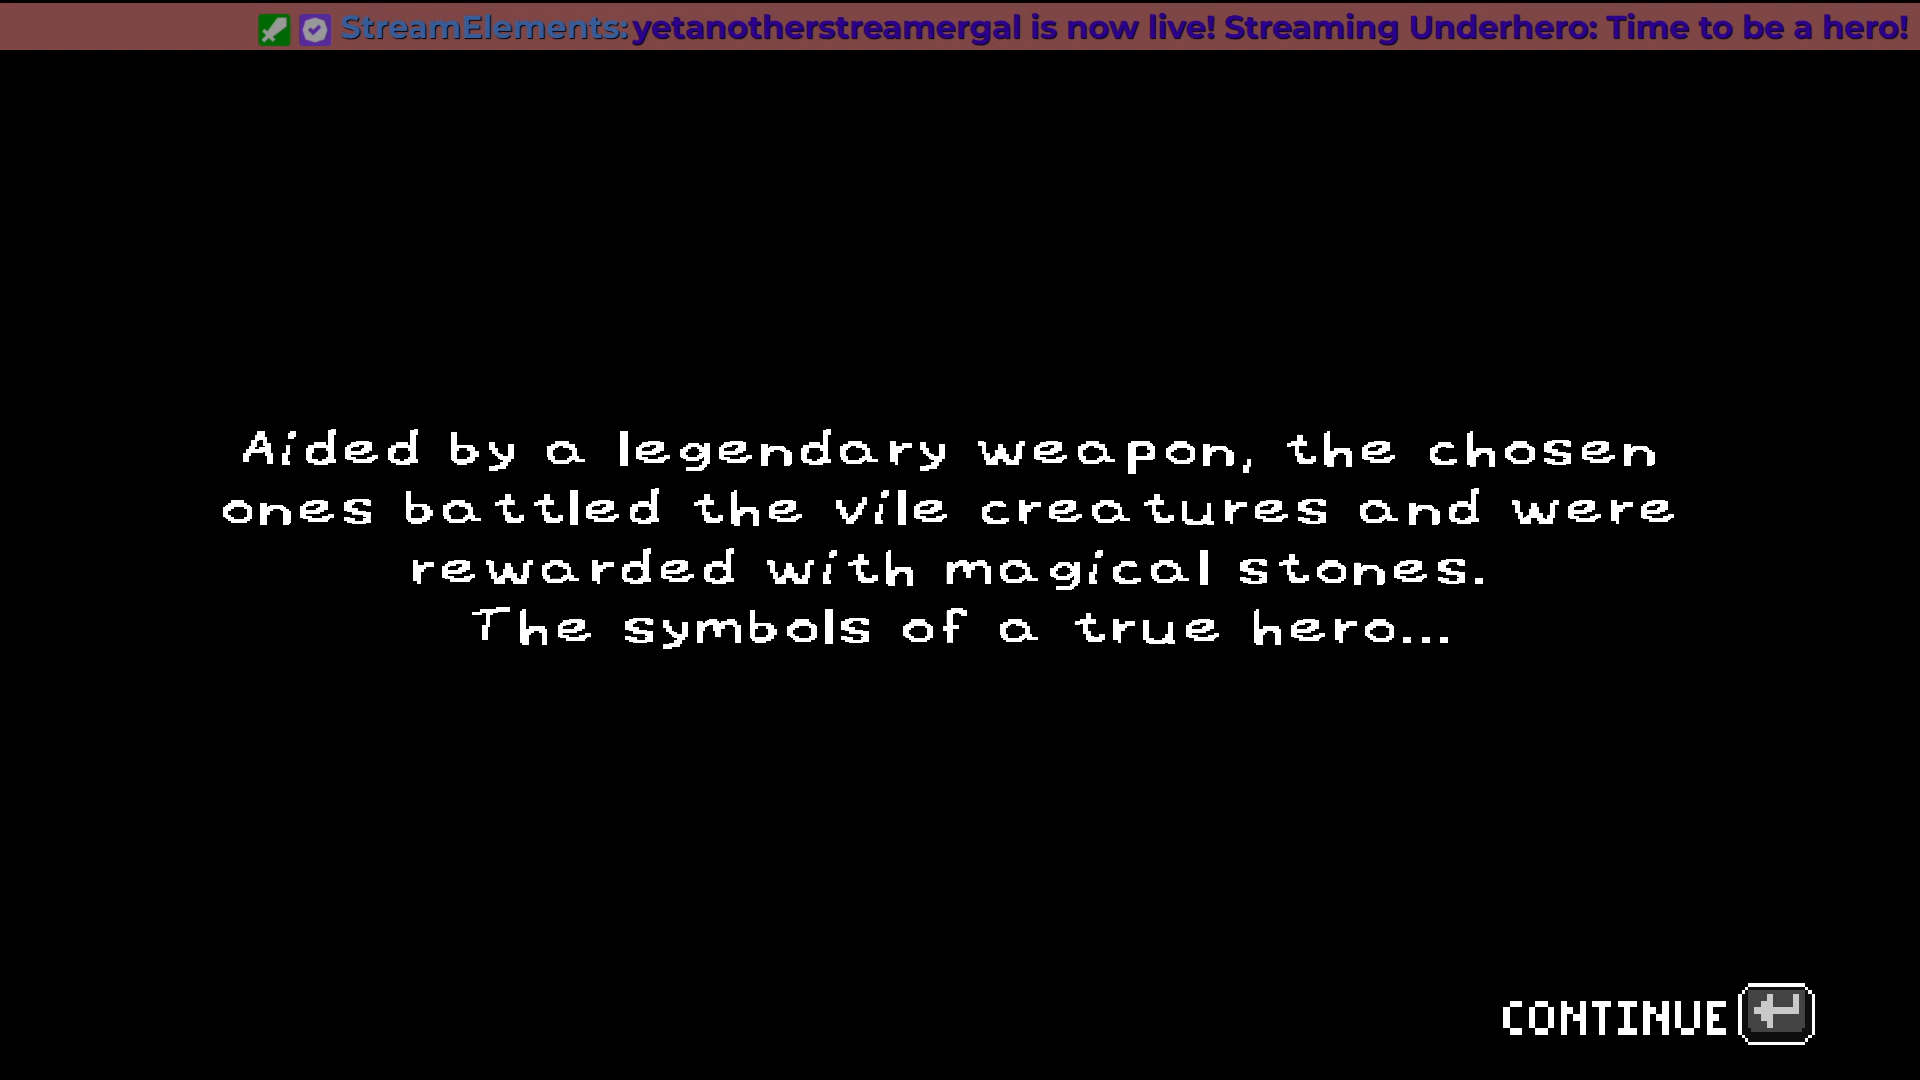 StreamElements: yetanotherstreamergal is now live! Streaming Underhero: Time to be a hero!
Aided by a legendary weapon, the chosen
ones battled the vile creatures and were
rewarded with magical stones.
The symbols of a true hero...
CONTINUE